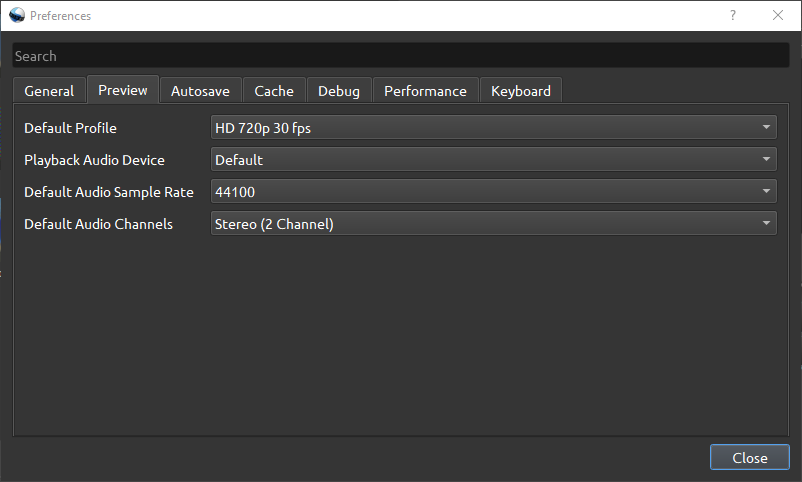 Preferences
Search
General Preview Autosave Cache Debug Performance Keyboard
Default Profile HD 720p 30 fps
Playback Audio Device Default
Default Audio Sample Rate 44100
Default Audio Channels Stereo (2 Channel)
Close